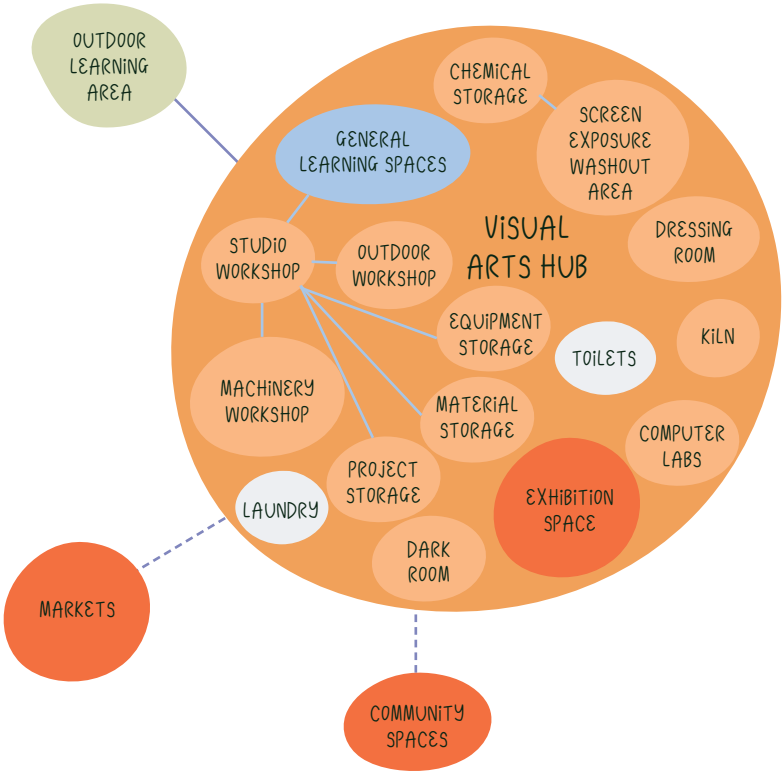 OUTDOOR
LEARNING
AREA
CHEMICAL
STORAGE
SCREEN
EXPOSURE
WASHOUT
AREA
GENERAL
LEARNING SPACES
VISUAL
ARTS HUB
DRESSING
ROOM
STUDIO
WORKSHOP
OUTDOOR
WORKSHOP
EQUIPMENT
STORAGE
TOILETS
KILN
MACHINERY
WORKSHOP
MATERIAL
STORAGE
COMPUTER
LABS
PROJECT
STORAGE
LAUNDRY
EXHIBITION
SPACE
DARK
ROOM
MARKETS
COMMUNITY
SPACES